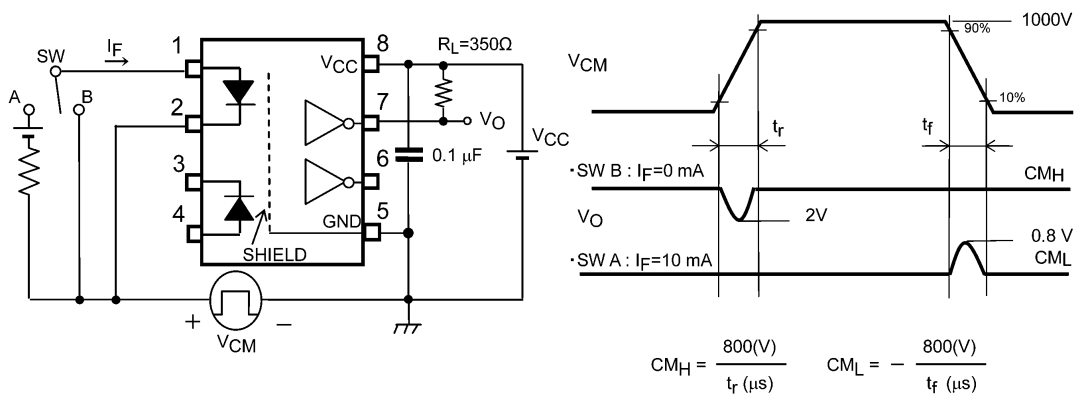 SW
A
B
I_F
1
2
3
4
8
7
6
5
V_CC
GND
SHIELD
R_L=350Ω
V_O
V_CC
0.1 μF
+
−
V_CM
V_CM
1000V
90%
10%
t_r
t_f
・SW B : I_F=0 mA
CM_H
V_O
2V
0.8 V
・SW A : I_F=10 mA
CM_L
CM_H = 800(V) / t_r (μs)
CM_L = − 800(V) / t_f (μs)